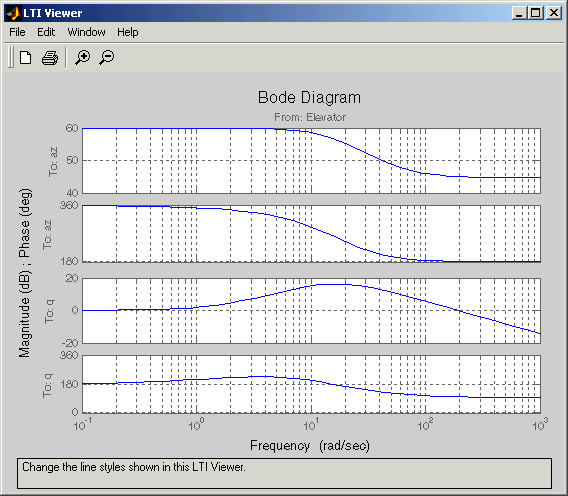 LTI Viewer
File Edit Window Help
Bode Diagram
From: Elevator
Magnitude (dB) ; Phase (deg)
To: az
60
50
40
To: az
360
180
To: q
20
0
-20
To: q
360
180
0
10^-1 10^0 10^1 10^2 10^3
Frequency (rad/sec)
Change the line styles shown in this LTI Viewer.